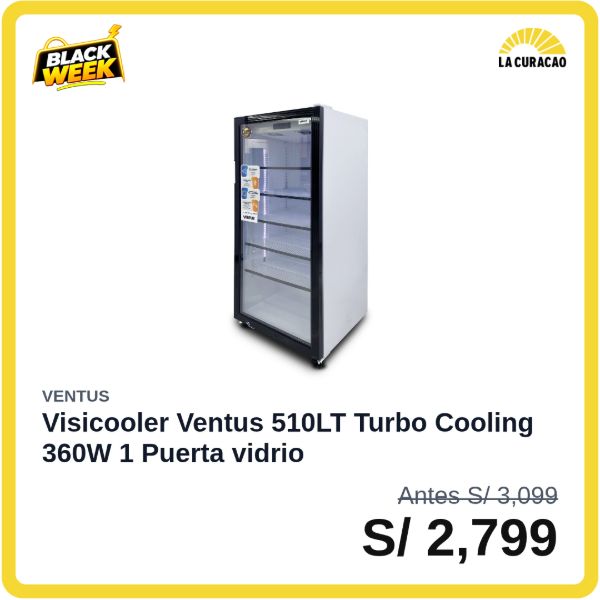 BLACK
WEEK
LA CURACAO
VENTUS
Visicooler Ventus 510LT Turbo Cooling
360W 1 Puerta vidrio
Antes S/ 3,099
S/ 2,799